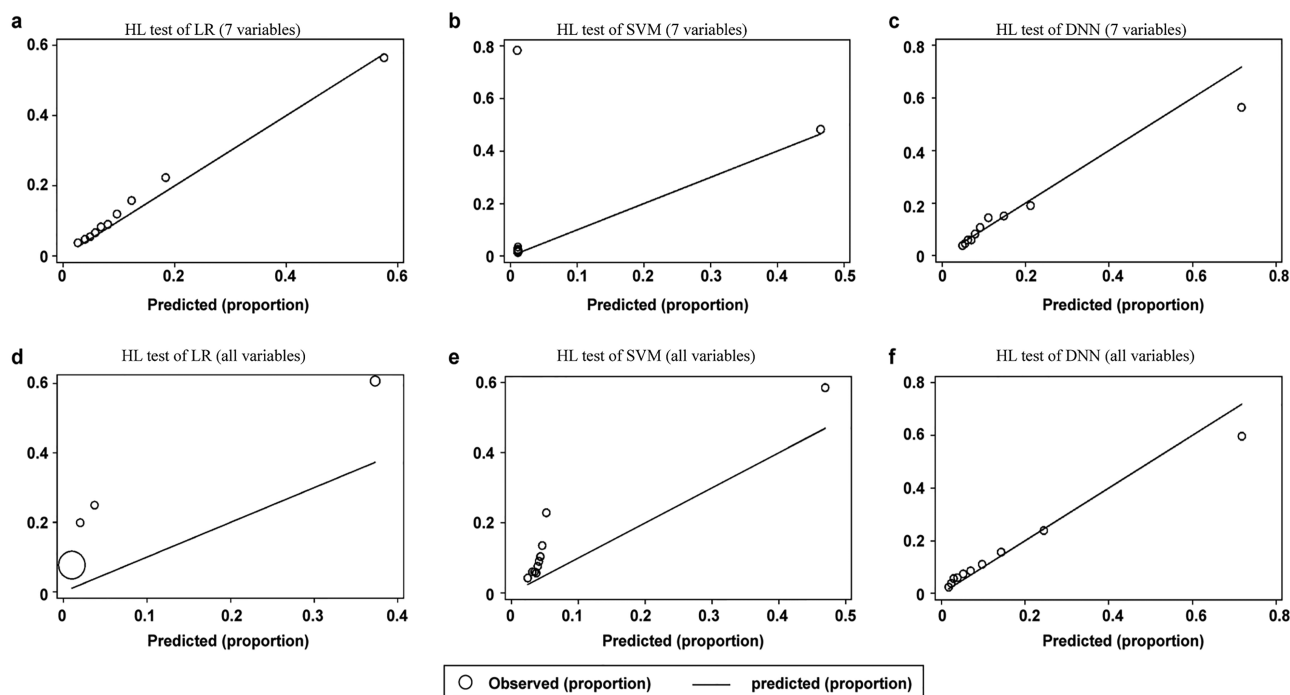 a
HL test of LR (7 variables)
0.6
0.4
0.2
0
0 0.2 0.4 0.6
Predicted (proportion)
b
HL test of SVM (7 variables)
0.8
0.6
0.4
0.2
0
0 0.1 0.2 0.3 0.4 0.5
Predicted (proportion)
c
HL test of DNN (7 variables)
0.8
0.6
0.4
0.2
0
0 0.2 0.4 0.6 0.8
Predicted (proportion)
d
HL test of LR (all variables)
0.6
0.4
0.2
0
0 0.1 0.2 0.3 0.4
Predicted (proportion)
e
HL test of SVM (all variables)
0.6
0.4
0.2
0
0 0.1 0.2 0.3 0.4 0.5
Predicted (proportion)
f
HL test of DNN (all variables)
0.8
0.6
0.4
0.2
0
0 0.2 0.4 0.6 0.8
Predicted (proportion)
Observed (proportion) predicted (proportion)